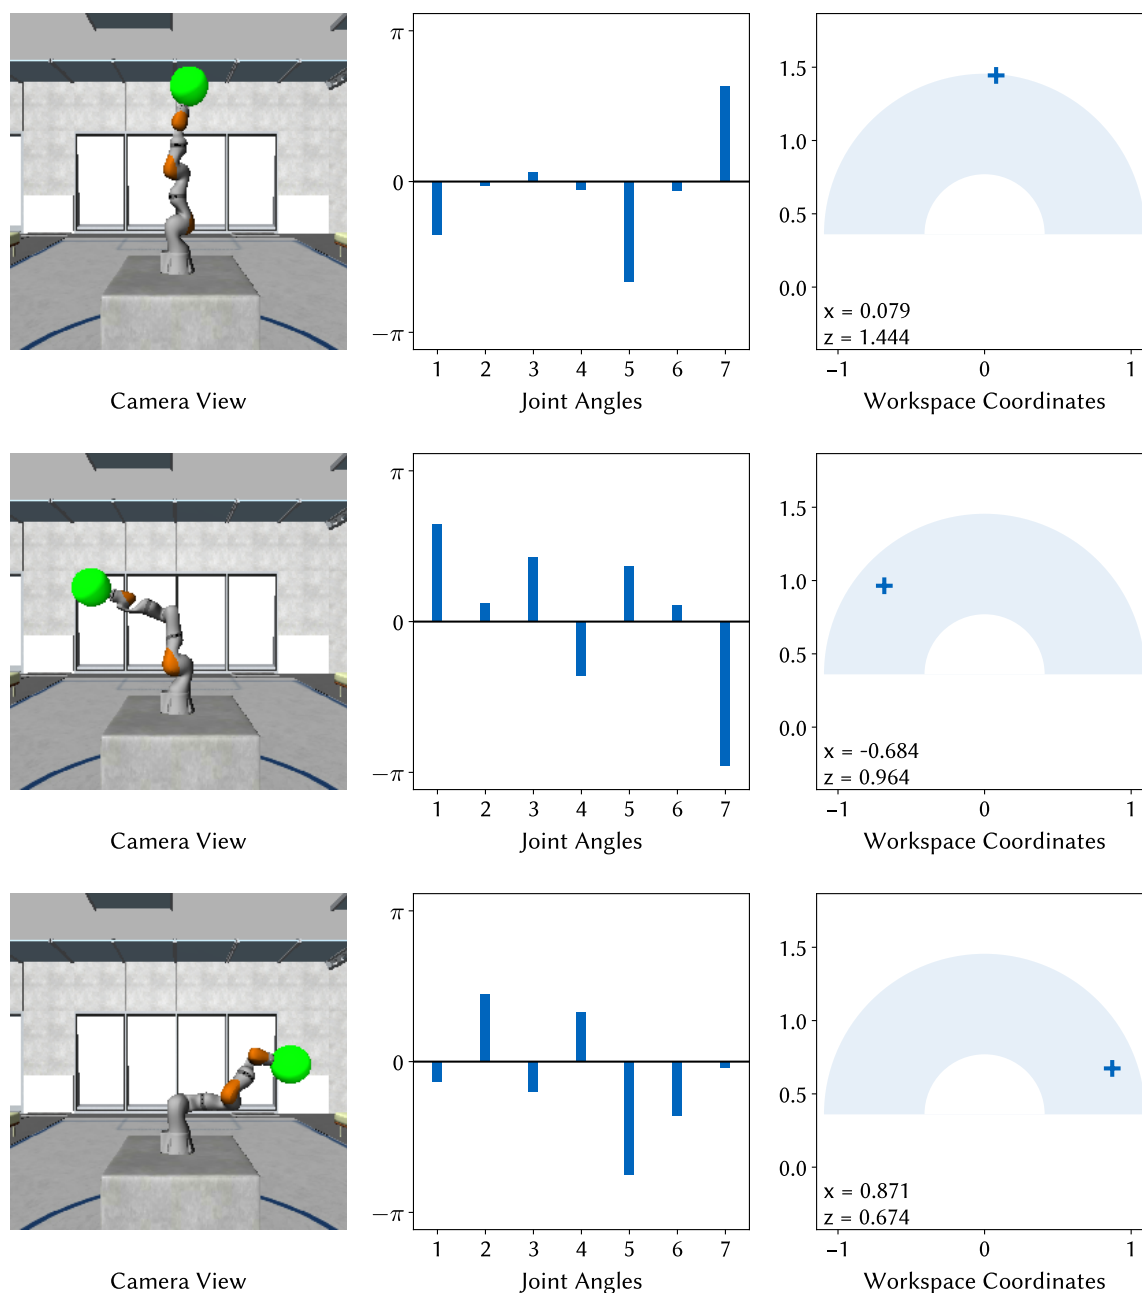 π
0
−π
1 2 3 4 5 6 7
1.5
1.0
0.5
0.0
x = 0.079
z = 1.444
−1 0 1
Camera View
Joint Angles
Workspace Coordinates
π
0
−π
1 2 3 4 5 6 7
1.5
1.0
0.5
0.0
x = -0.684
z = 0.964
−1 0 1
Camera View
Joint Angles
Workspace Coordinates
π
0
−π
1 2 3 4 5 6 7
1.5
1.0
0.5
0.0
x = 0.871
z = 0.674
−1 0 1
Camera View
Joint Angles
Workspace Coordinates